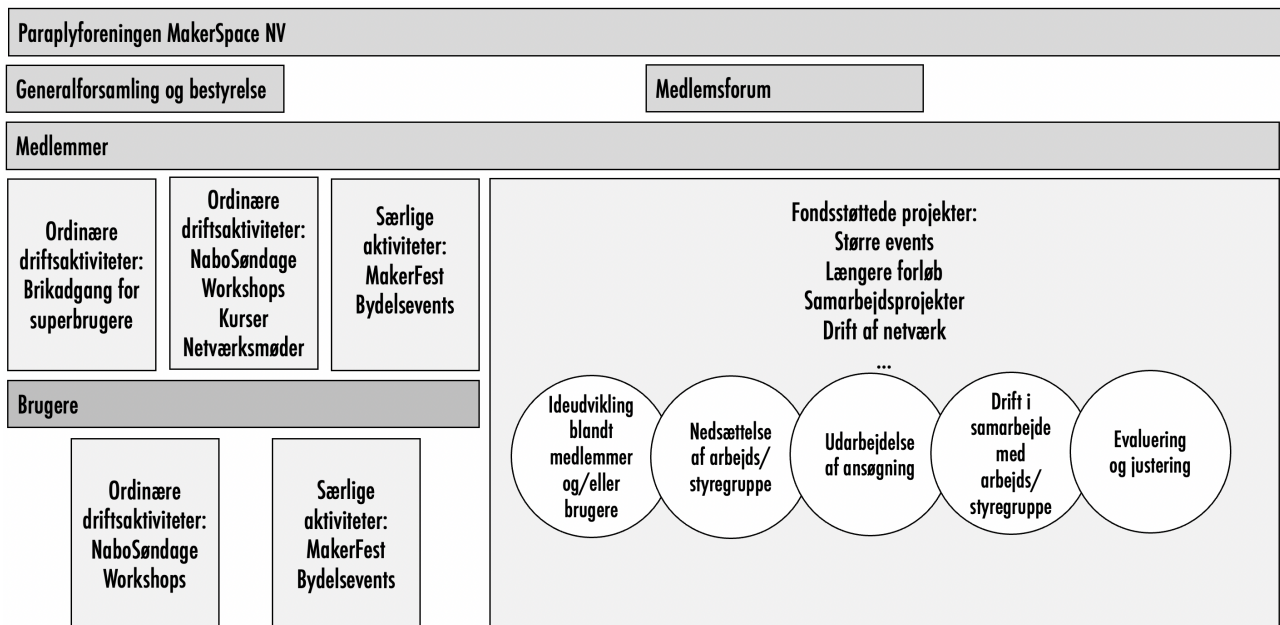 Paraplyforeningen MakerSpace NV
Generalforsamling og bestyrelse
Medlemsforum
Medlemmer
Ordinære
driftsaktiviteter:
Brikadgang for
superbrugere
Ordinære
driftsaktiviteter:
NaboSøndage
Workshops
Kurser
Netværksmøder
Særlige
aktiviteter:
MakerFest
Bydelsevents
Fondsstøttede projekter:
Større events
Længere forløb
Samarbejdsprojekter
Drift af netværk
...
Ideudvikling
blandt
medlemmer
og/eller
brugere
Nedsættelse
af arbejds/
styregruppe
Udarbejdelse
af ansøgning
Drift i
samarbejde
med
arbejds/
styregruppe
Evaluering
og justering
Brugere
Ordinære
driftsaktiviteter:
NaboSøndage
Workshops
Særlige
aktiviteter:
MakerFest
Bydelsevents